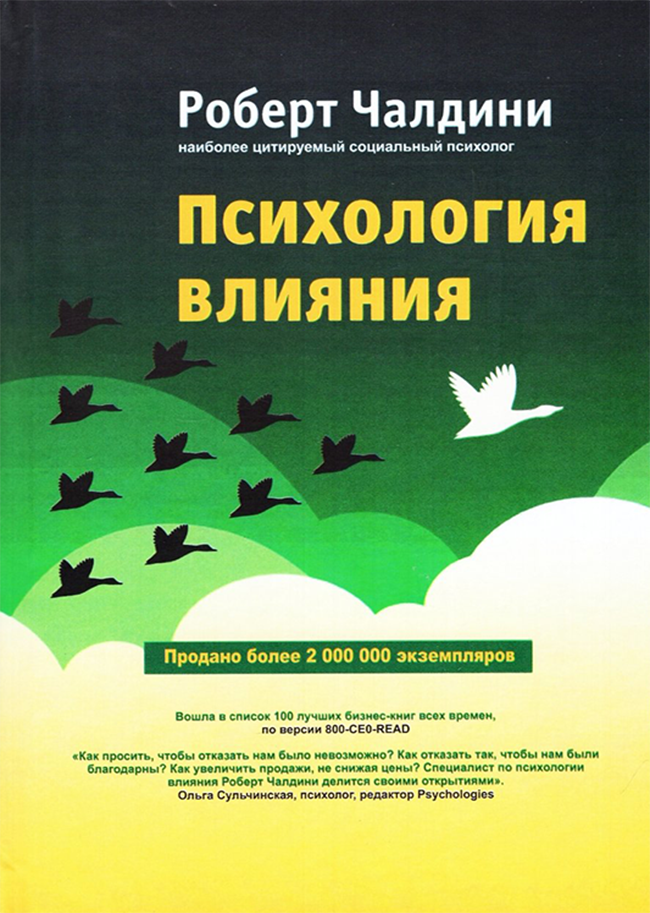 Роберт Чалдини
наиболее цитируемый социальный психолог
Психология
влияния
Продано более 2 000 000 экземпляров
Вошла в список 100 лучших бизнес-книг всех времен,
по версии 800-CE0-READ
«Как просить, чтобы отказать нам было невозможно? Как отказать так, чтобы нам были
благодарны? Как увеличить продажи, не снижая цены? Специалист по психологии
влияния Роберт Чалдини делится своими открытиями».
Ольга Сульчинская, психолог, редактор Psychologies